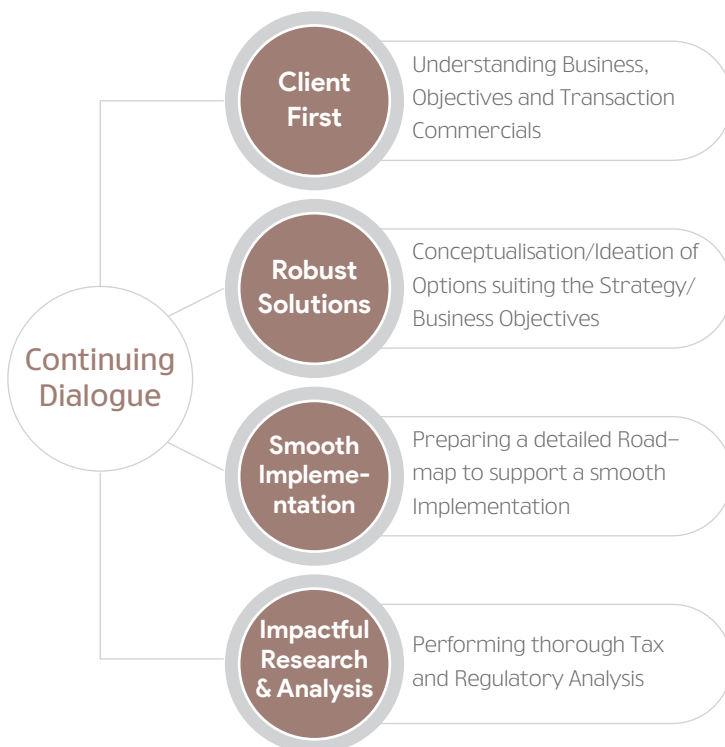 Client
First
Understanding Business,
Objectives and Transaction
Commercials
Robust
Solutions
Conceptualisation/Ideation of
Options suiting the Strategy/
Business Objectives
Continuing
Dialogue
Smooth
Impleme-
ntation
Preparing a detailed Road-
map to support a smooth
Implementation
Impactful
Research
& Analysis
Performing thorough Tax
and Regulatory Analysis